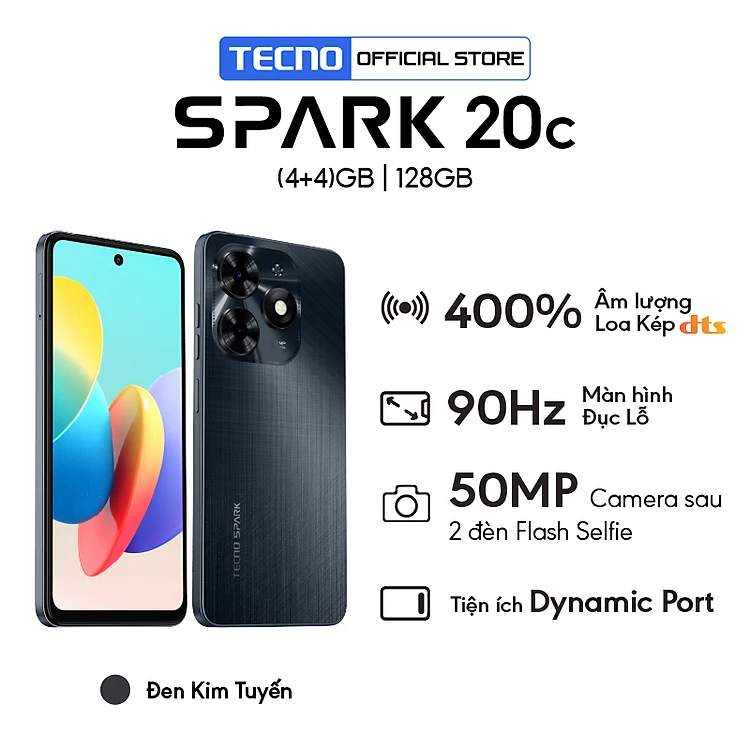 TECNO OFFICIAL STORE
SPARK 20c
(4+4)GB | 128GB
400% Âm lượng
Loa Kép dts
90Hz Màn hình
Đục Lỗ
50MP Camera sau
2 đèn Flash Selfie
Tiện ích Dynamic Port
TECNO SPARK
Đen Kim Tuyến